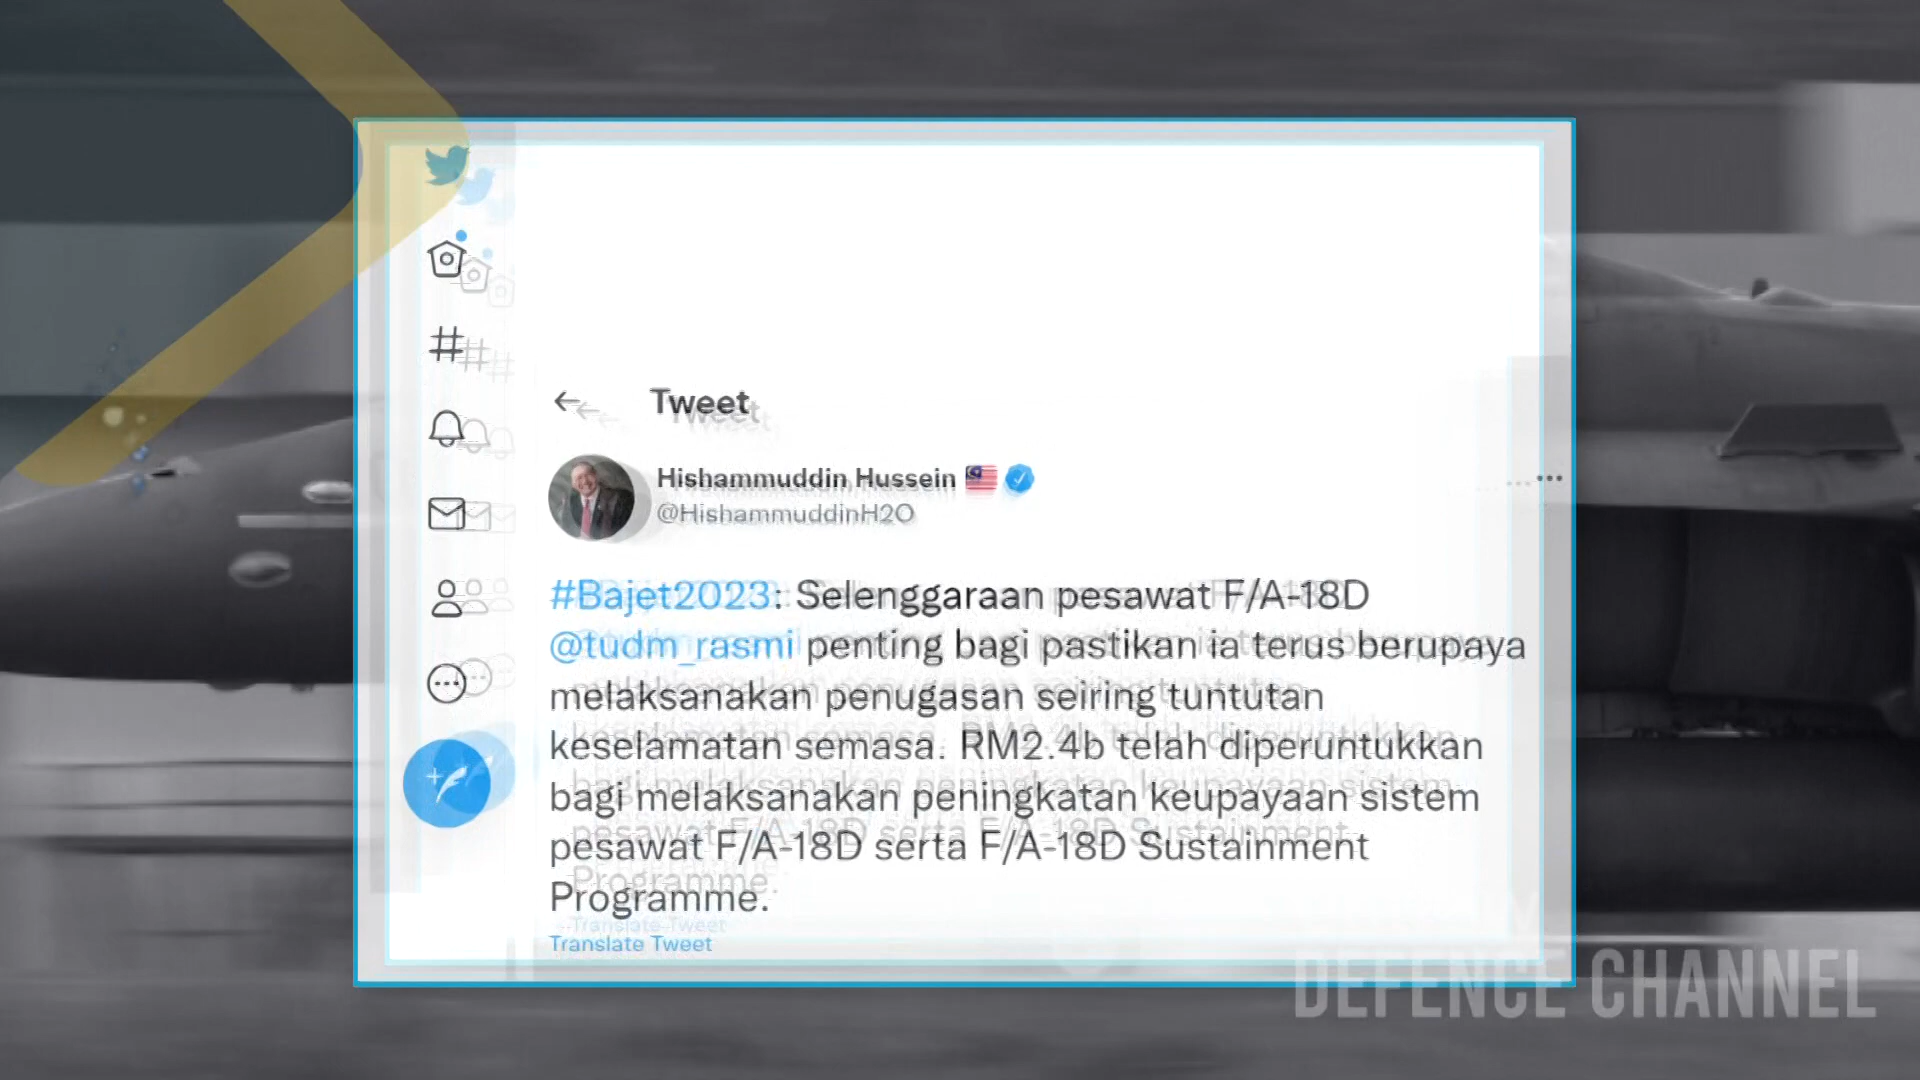 Tweet
Hishammuddin Hussein
@HishammuddinH2O
#Bajet2023: Selenggaraan pesawat F/A-18D
@tudm_rasmi penting bagi pastikan ia terus berupaya
melaksanakan penugasan seiring tuntutan
keselamatan semasa. RM2.4b telah diperuntukkan
bagi melaksanakan peningkatan keupayaan sistem
pesawat F/A-18D serta F/A-18D Sustainment
Programme.
Translate Tweet
DEFENCE CHANNEL